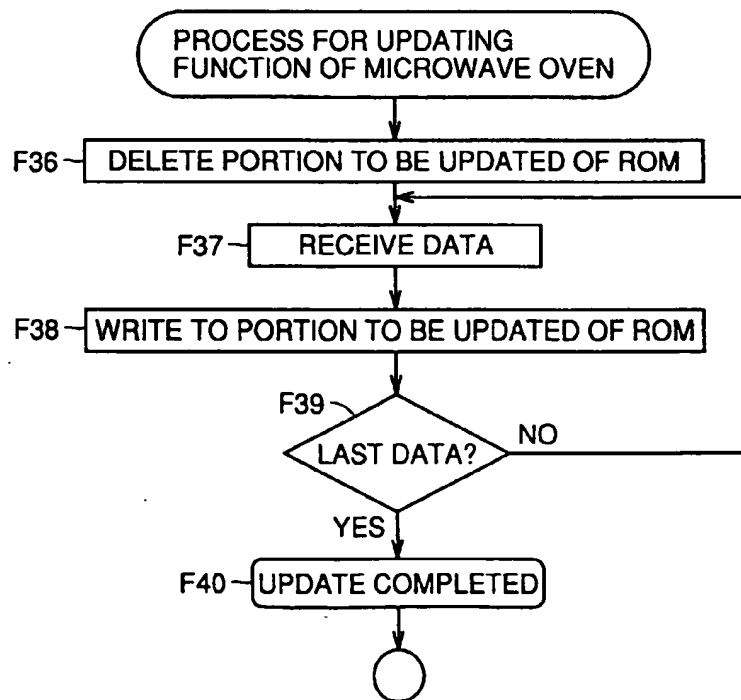 PROCESS FOR UPDATING
FUNCTION OF MICROWAVE OVEN
F36 DELETE PORTION TO BE UPDATED OF ROM
F37 RECEIVE DATA
F38 WRITE TO PORTION TO BE UPDATED OF ROM
F39
LAST DATA? NO
YES
F40 UPDATE COMPLETED